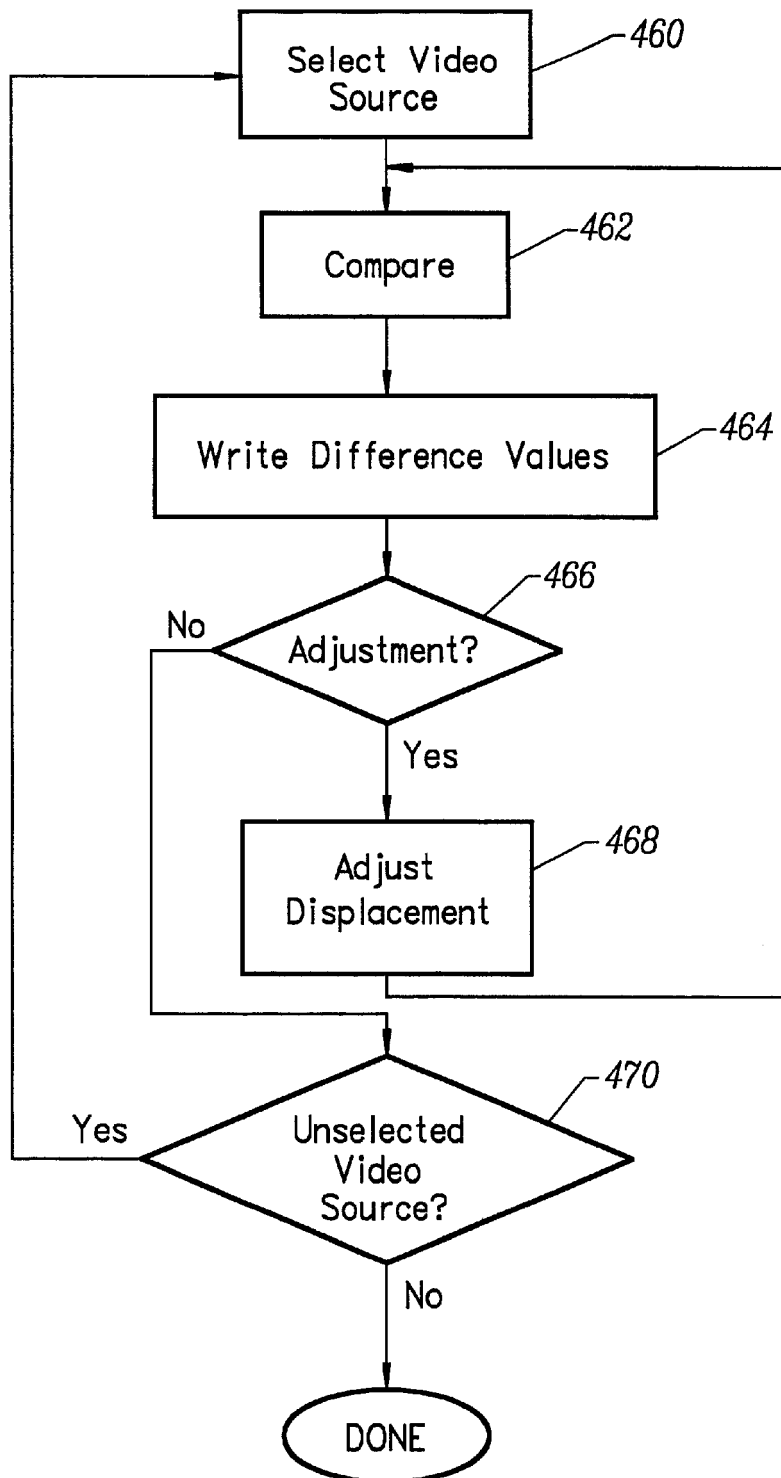 460
Select Video
Source
462
Compare
464
Write Difference Values
466
No
Adjustment?
Yes
468
Adjust
Displacement
470
Yes
Unselected
Video
Source?
No
DONE